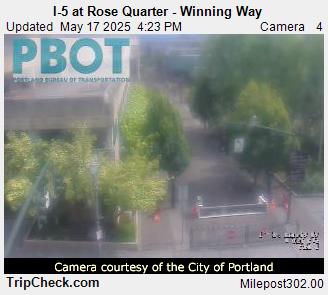 I-5 at Rose Quarter - Winning Way
Updated May 17 2025 4:23 PM Camera 4
PBOT
PORTLAND BUREAU OF TRANSPORTATION
Camera courtesy of the City of Portland
TripCheck.com Milepost302.00